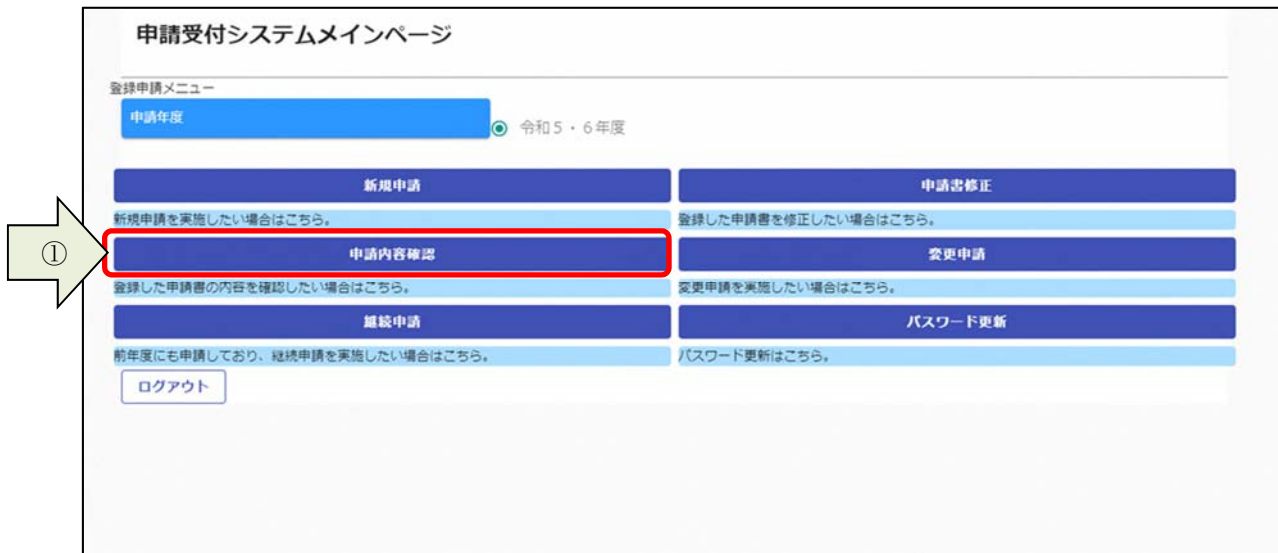 申請受付システムメインページ
登録申請メニュー
申請年度
令和5・6年度
新規申請
申請書修正
新規申請を実施したい場合はこちら。
登録した申請書を修正したい場合はこちら。
①
申請内容確認
変更申請
登録した申請書の内容を確認したい場合はこちら。
変更申請を実施したい場合はこちら。
継続申請
パスワード更新
前年度にも申請しており、継続申請を実施したい場合はこちら。
パスワード更新はこちら。
ログアウト